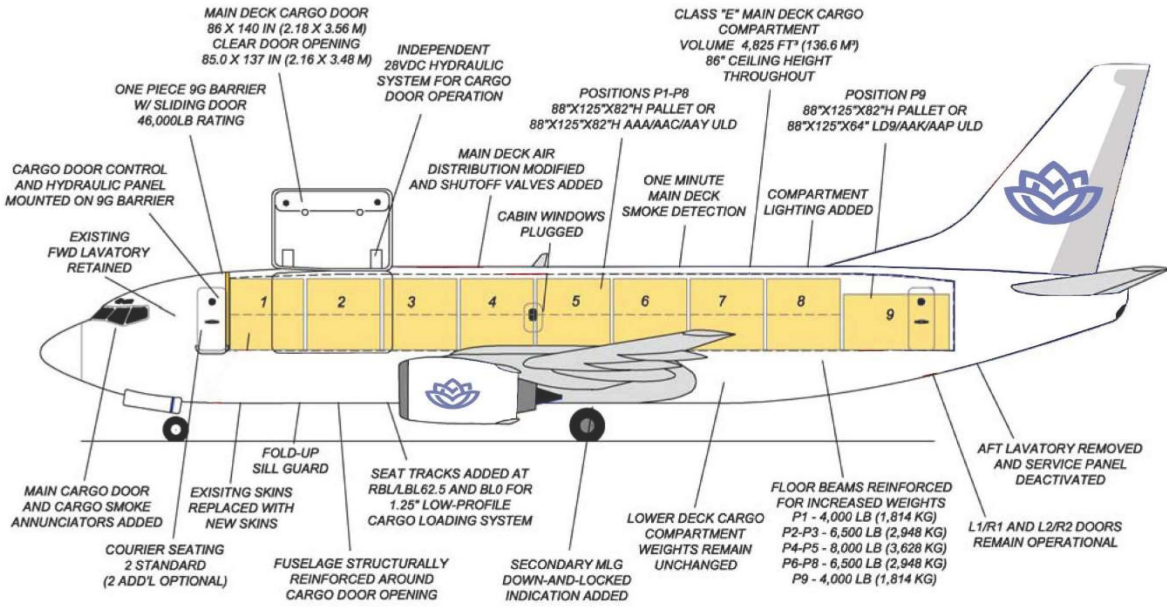 MAIN DECK CARGO DOOR
86 X 140 IN (2.18 X 3.56 M)
CLEAR DOOR OPENING
85.0 X 137 IN (2.16 X 3.48 M)
INDEPENDENT
28VDC HYDRAULIC
SYSTEM FOR CARGO
DOOR OPERATION
CLASS "E" MAIN DECK CARGO
COMPARTMENT
VOLUME 4,825 FT³ (136.6 M³)
86" CEILING HEIGHT
THROUGHOUT
ONE PIECE 9G BARRIER
W/ SLIDING DOOR
46,000LB RATING
POSITIONS P1-P8
88"X125"X82"H PALLET OR
88"X125"X82"H AAA/AAC/AAY ULD
POSITION P9
88"X125"X82"H PALLET OR
88"X125"X64" LD9/AAK/AAP ULD
CARGO DOOR CONTROL
AND HYDRAULIC PANEL
MOUNTED ON 9G BARRIER
MAIN DECK AIR
DISTRIBUTION MODIFIED
AND SHUTOFF VALVES ADDED
CABIN WINDOWS
PLUGGED
ONE MINUTE
MAIN DECK
SMOKE DETECTION
COMPARTMENT
LIGHTING ADDED
EXISTING
FWD LAVATORY
RETAINED
1
2
3
4
5
6
7
8
9
MAIN CARGO DOOR
AND CARGO SMOKE
ANNUNCIATORS ADDED
COURIER SEATING
2 STANDARD
(2 ADD'L OPTIONAL)
EXISITNG SKINS
REPLACED WITH
NEW SKINS
FOLD-UP
SILL GUARD
FUSELAGE STRUCTURALLY
REINFORCED AROUND
CARGO DOOR OPENING
SEAT TRACKS ADDED AT
RBL/LBL62.5 AND BL0 FOR
1.25" LOW-PROFILE
CARGO LOADING SYSTEM
SECONDARY MLG
DOWN-AND-LOCKED
INDICATION ADDED
LOWER DECK CARGO
COMPARTMENT
WEIGHTS REMAIN
UNCHANGED
FLOOR BEAMS REINFORCED
FOR INCREASED WEIGHTS
P1 - 4,000 LB (1,814 KG)
P2-P3 - 6,500 LB (2,948 KG)
P4-P5 - 8,000 LB (3,628 KG)
P6-P8 - 6,500 LB (2,948 KG)
P9 - 4,000 LB (1,814 KG)
L1/R1 AND L2/R2 DOORS
REMAIN OPERATIONAL
AFT LAVATORY REMOVED
AND SERVICE PANEL
DEACTIVATED